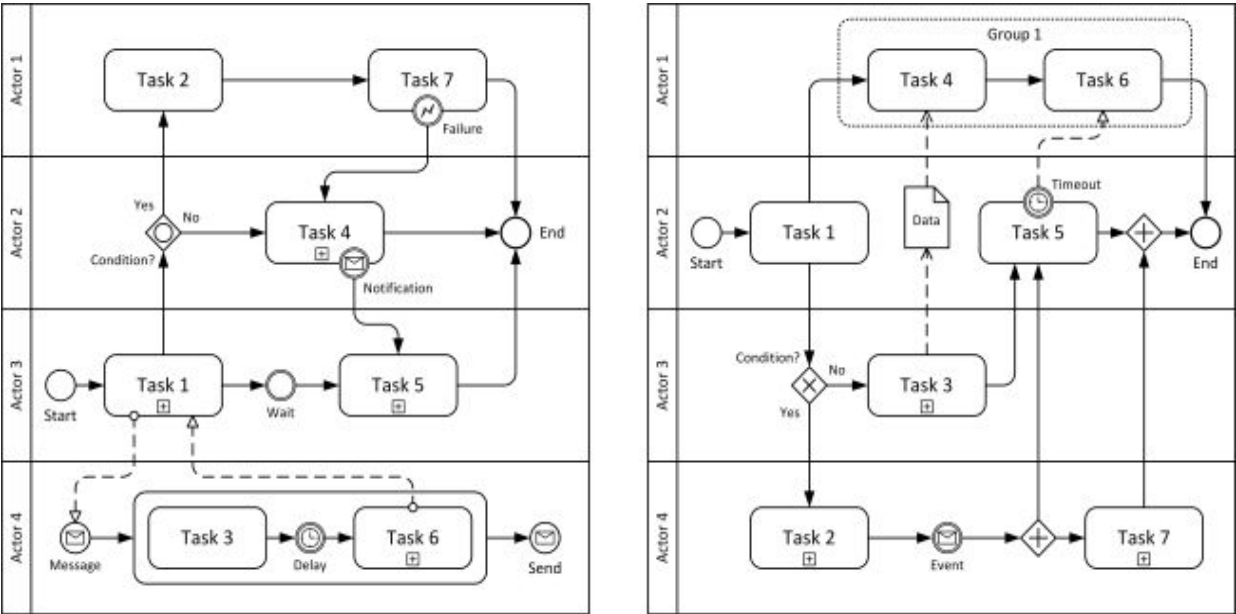 Actor 1
Task 2
Task 7
Failure
Actor 2
Yes
No
Condition?
Task 4
Notification
End
Actor 3
Start
Task 1
Wait
Task 5
Actor 4
Message
Task 3
Delay
Task 6
Send
Actor 1
Group 1
Task 4
Task 6
Actor 2
Start
Task 1
Data
Timeout
Task 5
End
Actor 3
Condition?
No
Yes
Task 3
Actor 4
Task 2
Event
Task 7